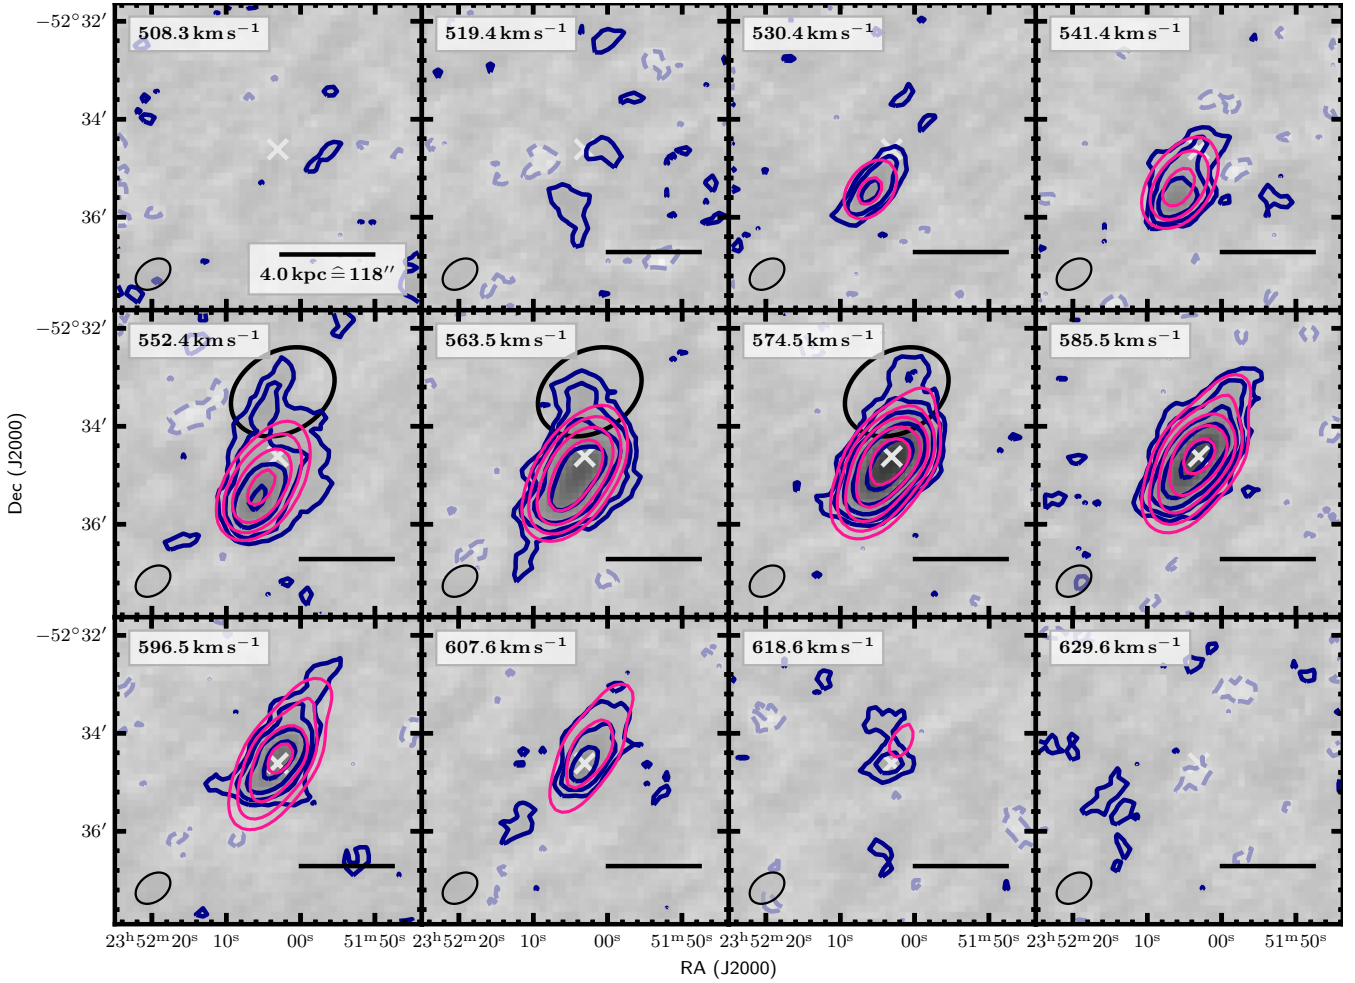 −52°32′
34′
36′
508.3 km s⁻¹
519.4 km s⁻¹
530.4 km s⁻¹
541.4 km s⁻¹
4.0 kpc ≙ 118″
−52°32′
34′
36′
552.4 km s⁻¹
563.5 km s⁻¹
574.5 km s⁻¹
585.5 km s⁻¹
Dec (J2000)
−52°32′
34′
36′
596.5 km s⁻¹
607.6 km s⁻¹
618.6 km s⁻¹
629.6 km s⁻¹
23ʰ52ᵐ20ˢ 10ˢ 00ˢ 51ᵐ50ˢ 10ˢ 00ˢ 51ᵐ50ˢ 23ʰ52ᵐ20ˢ 10ˢ 00ˢ 23ʰ52ᵐ20ˢ 10ˢ 00ˢ 51ᵐ50ˢ
RA (J2000)